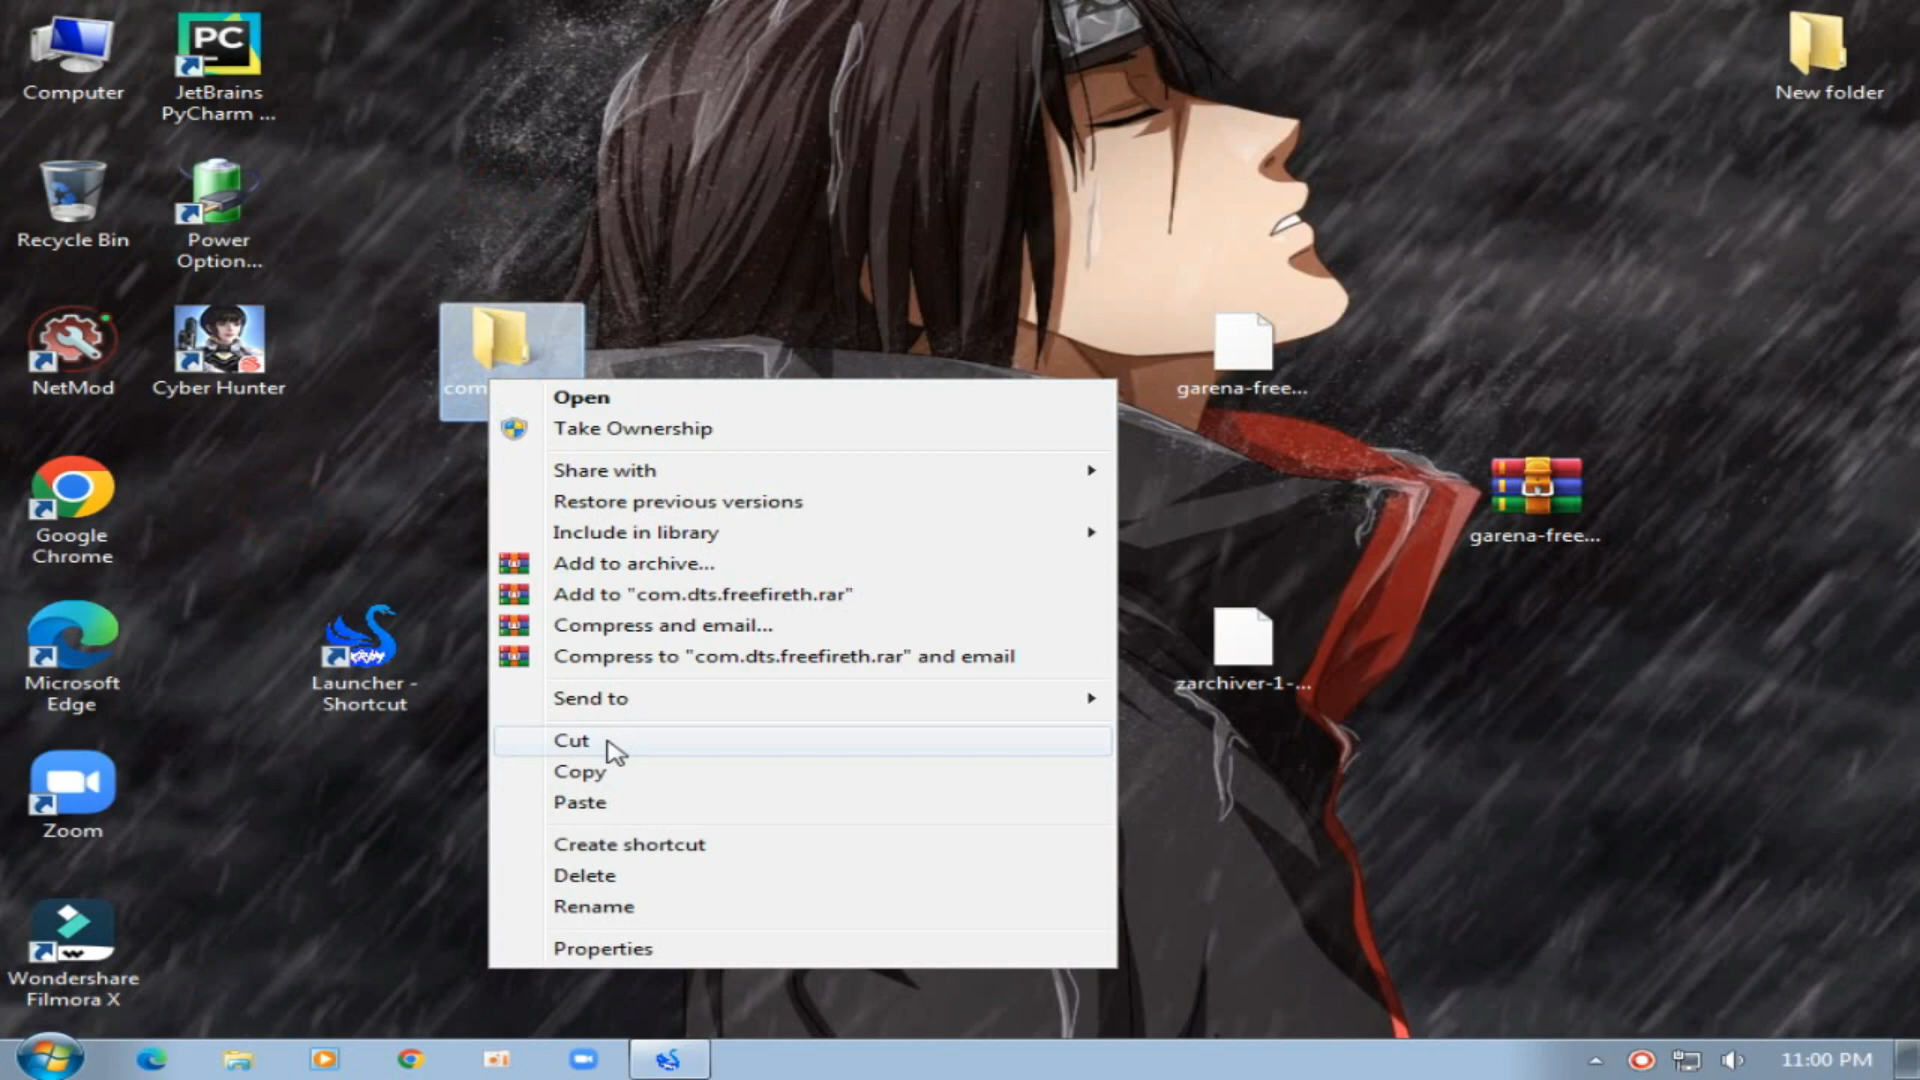 Computer
PC
JetBrains
PyCharm ...
New folder
Recycle Bin
Power
Option...
NetMod
Cyber Hunter
com
garena-free...
Open
Take Ownership
Share with
Restore previous versions
Include in library
Add to archive...
Add to "com.dts.freefireth.rar"
Compress and email...
Compress to "com.dts.freefireth.rar" and email
Send to
Cut
Copy
Paste
Create shortcut
Delete
Rename
Properties
Google
Chrome
garena-free...
Microsoft
Edge
Launcher -
Shortcut
zarchiver-1-...
Zoom
Wondershare
Filmora X
11:00 PM